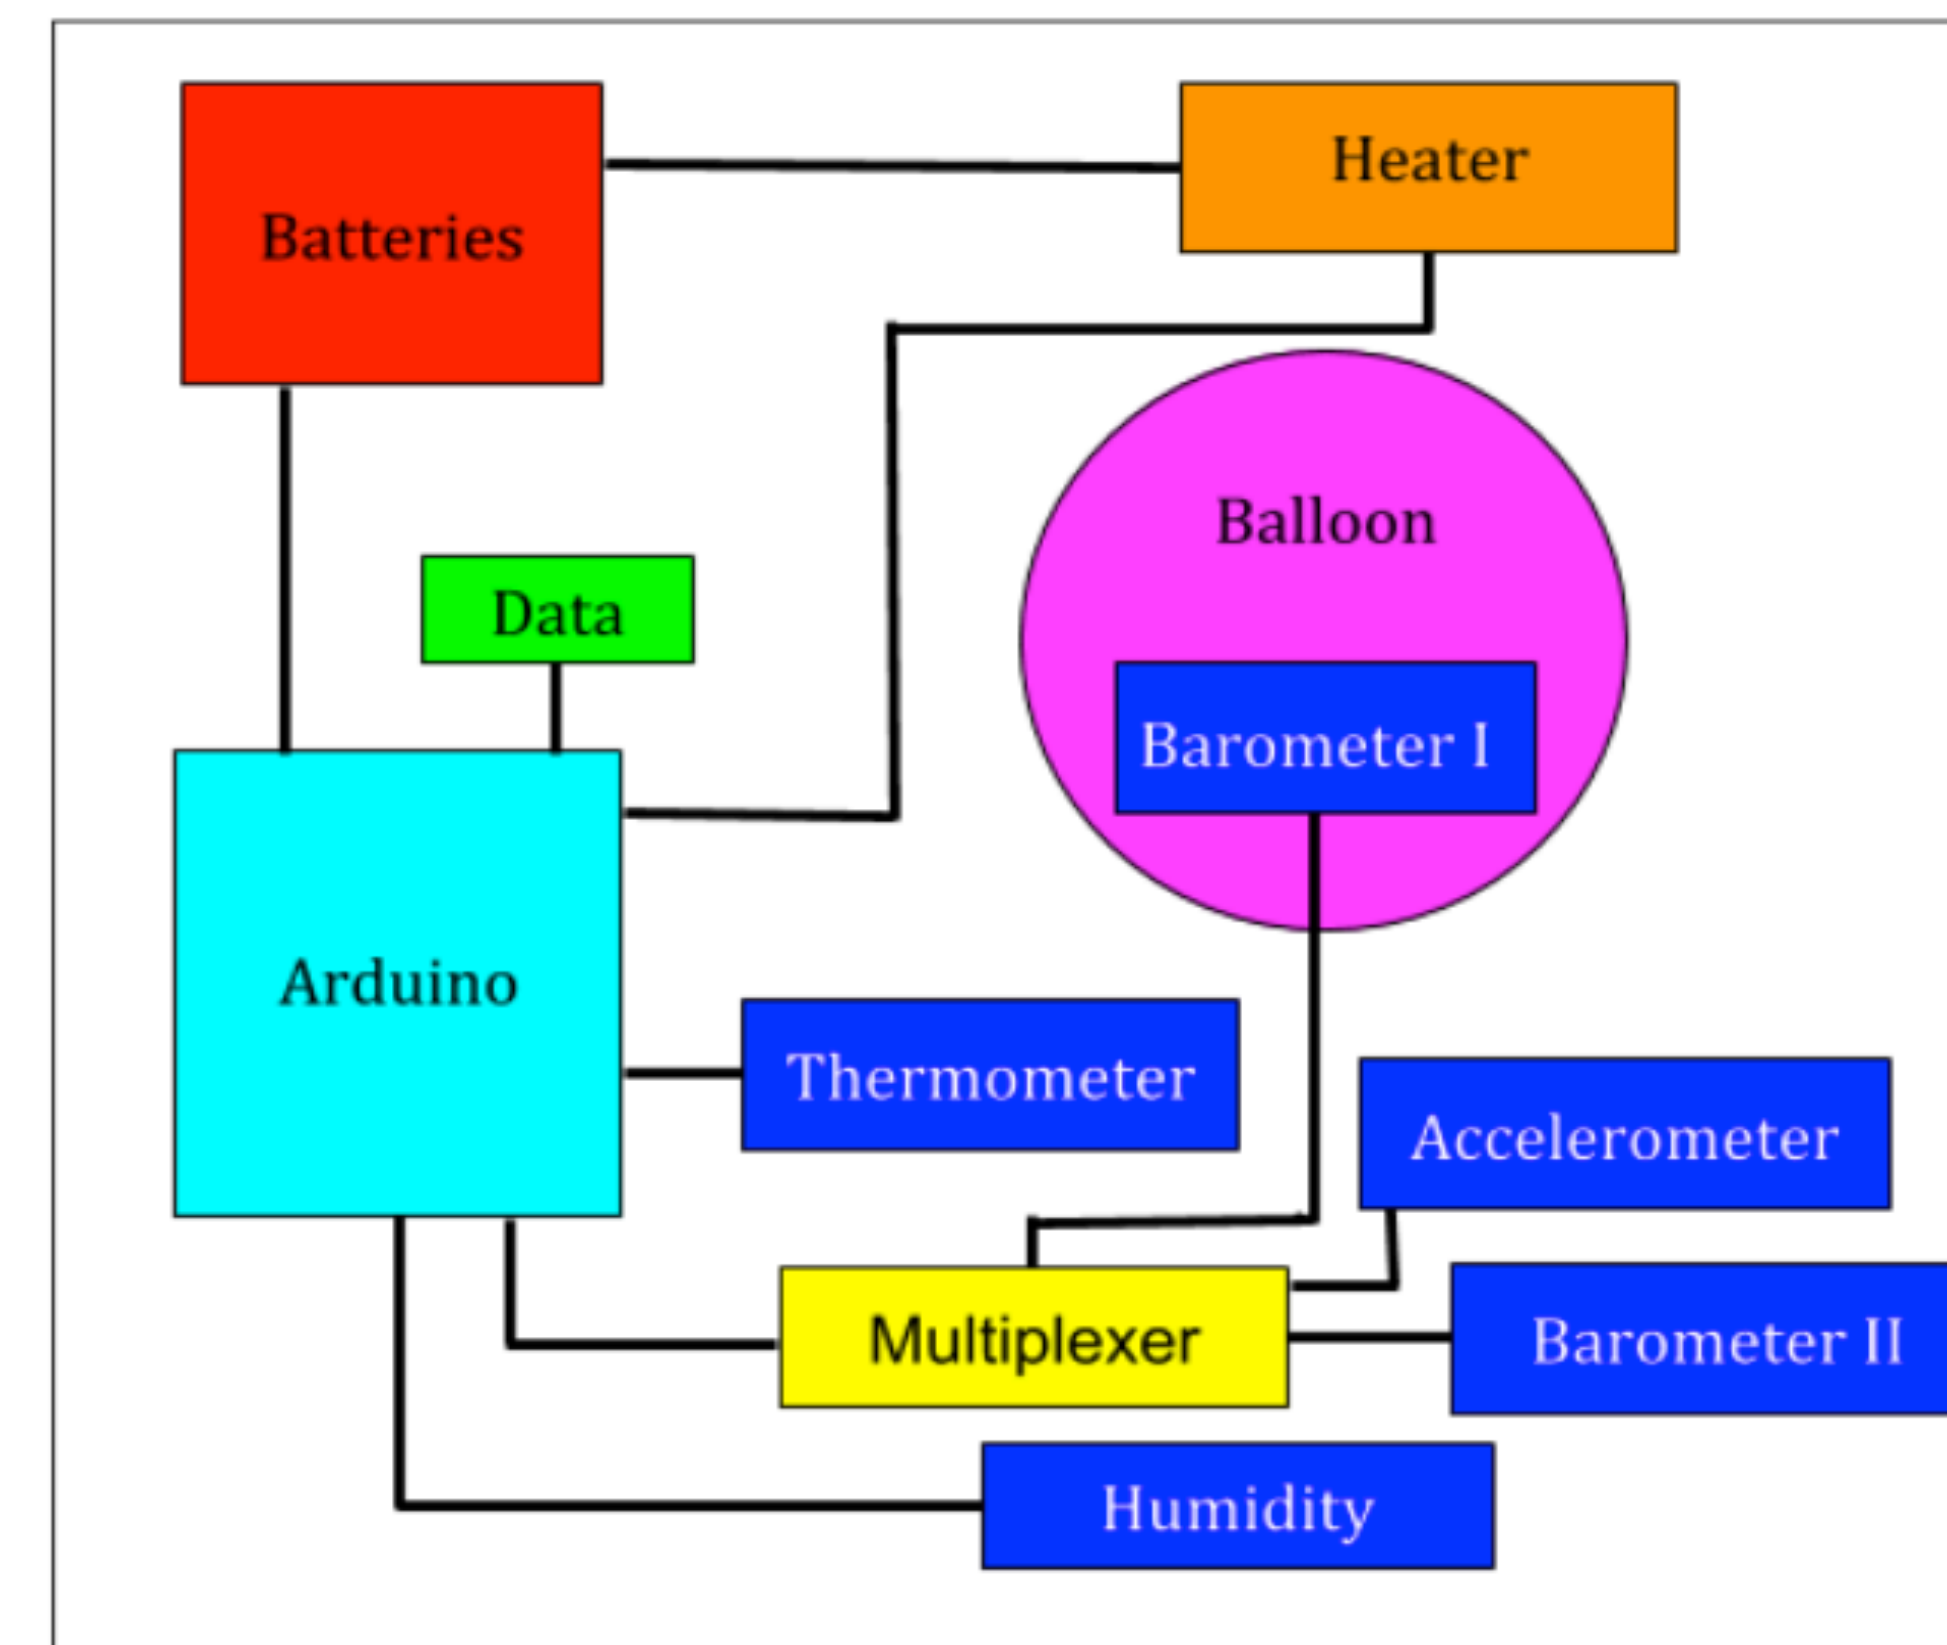 Heater
Batteries
Balloon
Data
Barometer I
Arduino
Thermometer
Accelerometer
Multiplexer
Barometer II
Humidity